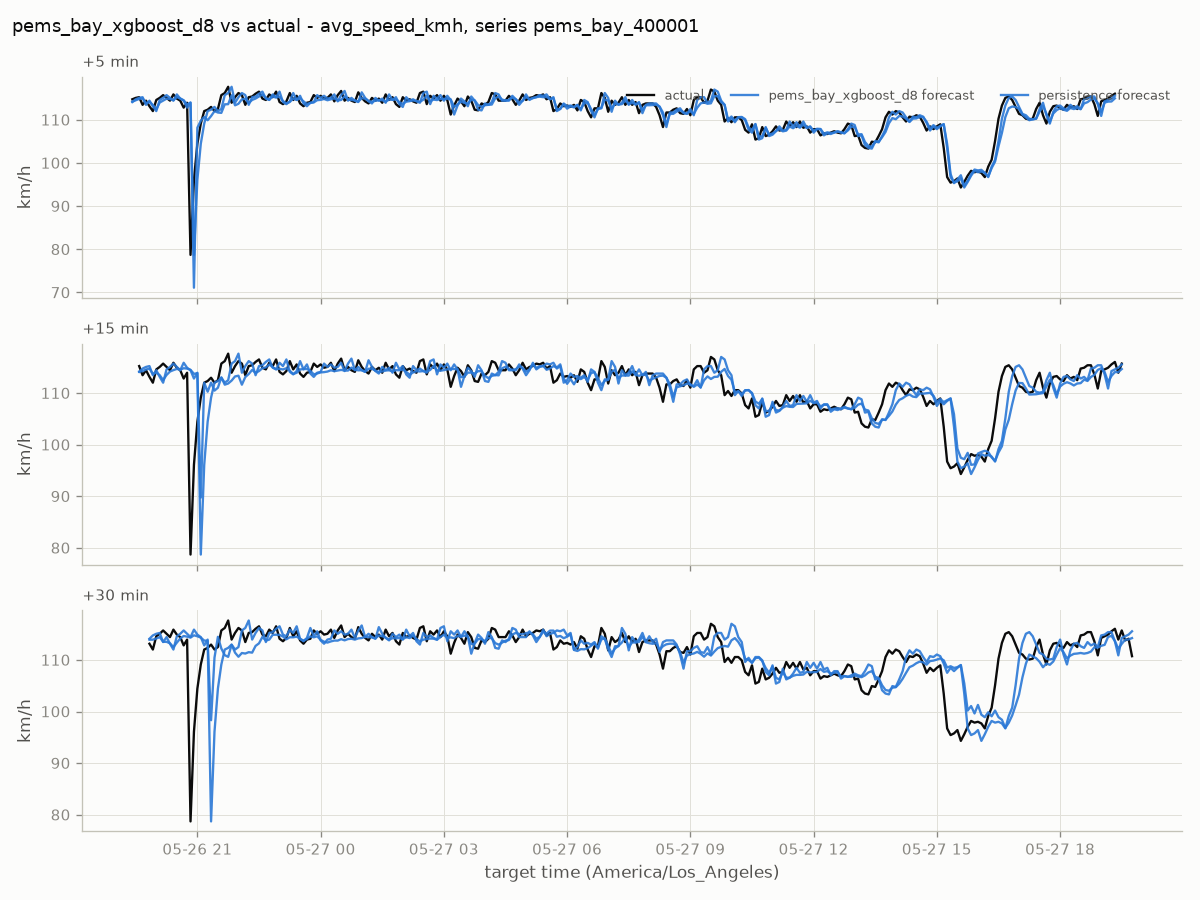 pems_bay_xgboost_d8 vs actual - avg_speed_kmh, series pems_bay_400001
+5 min
actual
pems_bay_xgboost_d8 forecast
persistence forecast
110
100
90
80
70
km/h
+15 min
110
100
90
80
km/h
+30 min
110
100
90
80
km/h
05-26 21
05-27 00
05-27 03
05-27 06
05-27 09
05-27 12
05-27 15
05-27 18
target time (America/Los_Angeles)